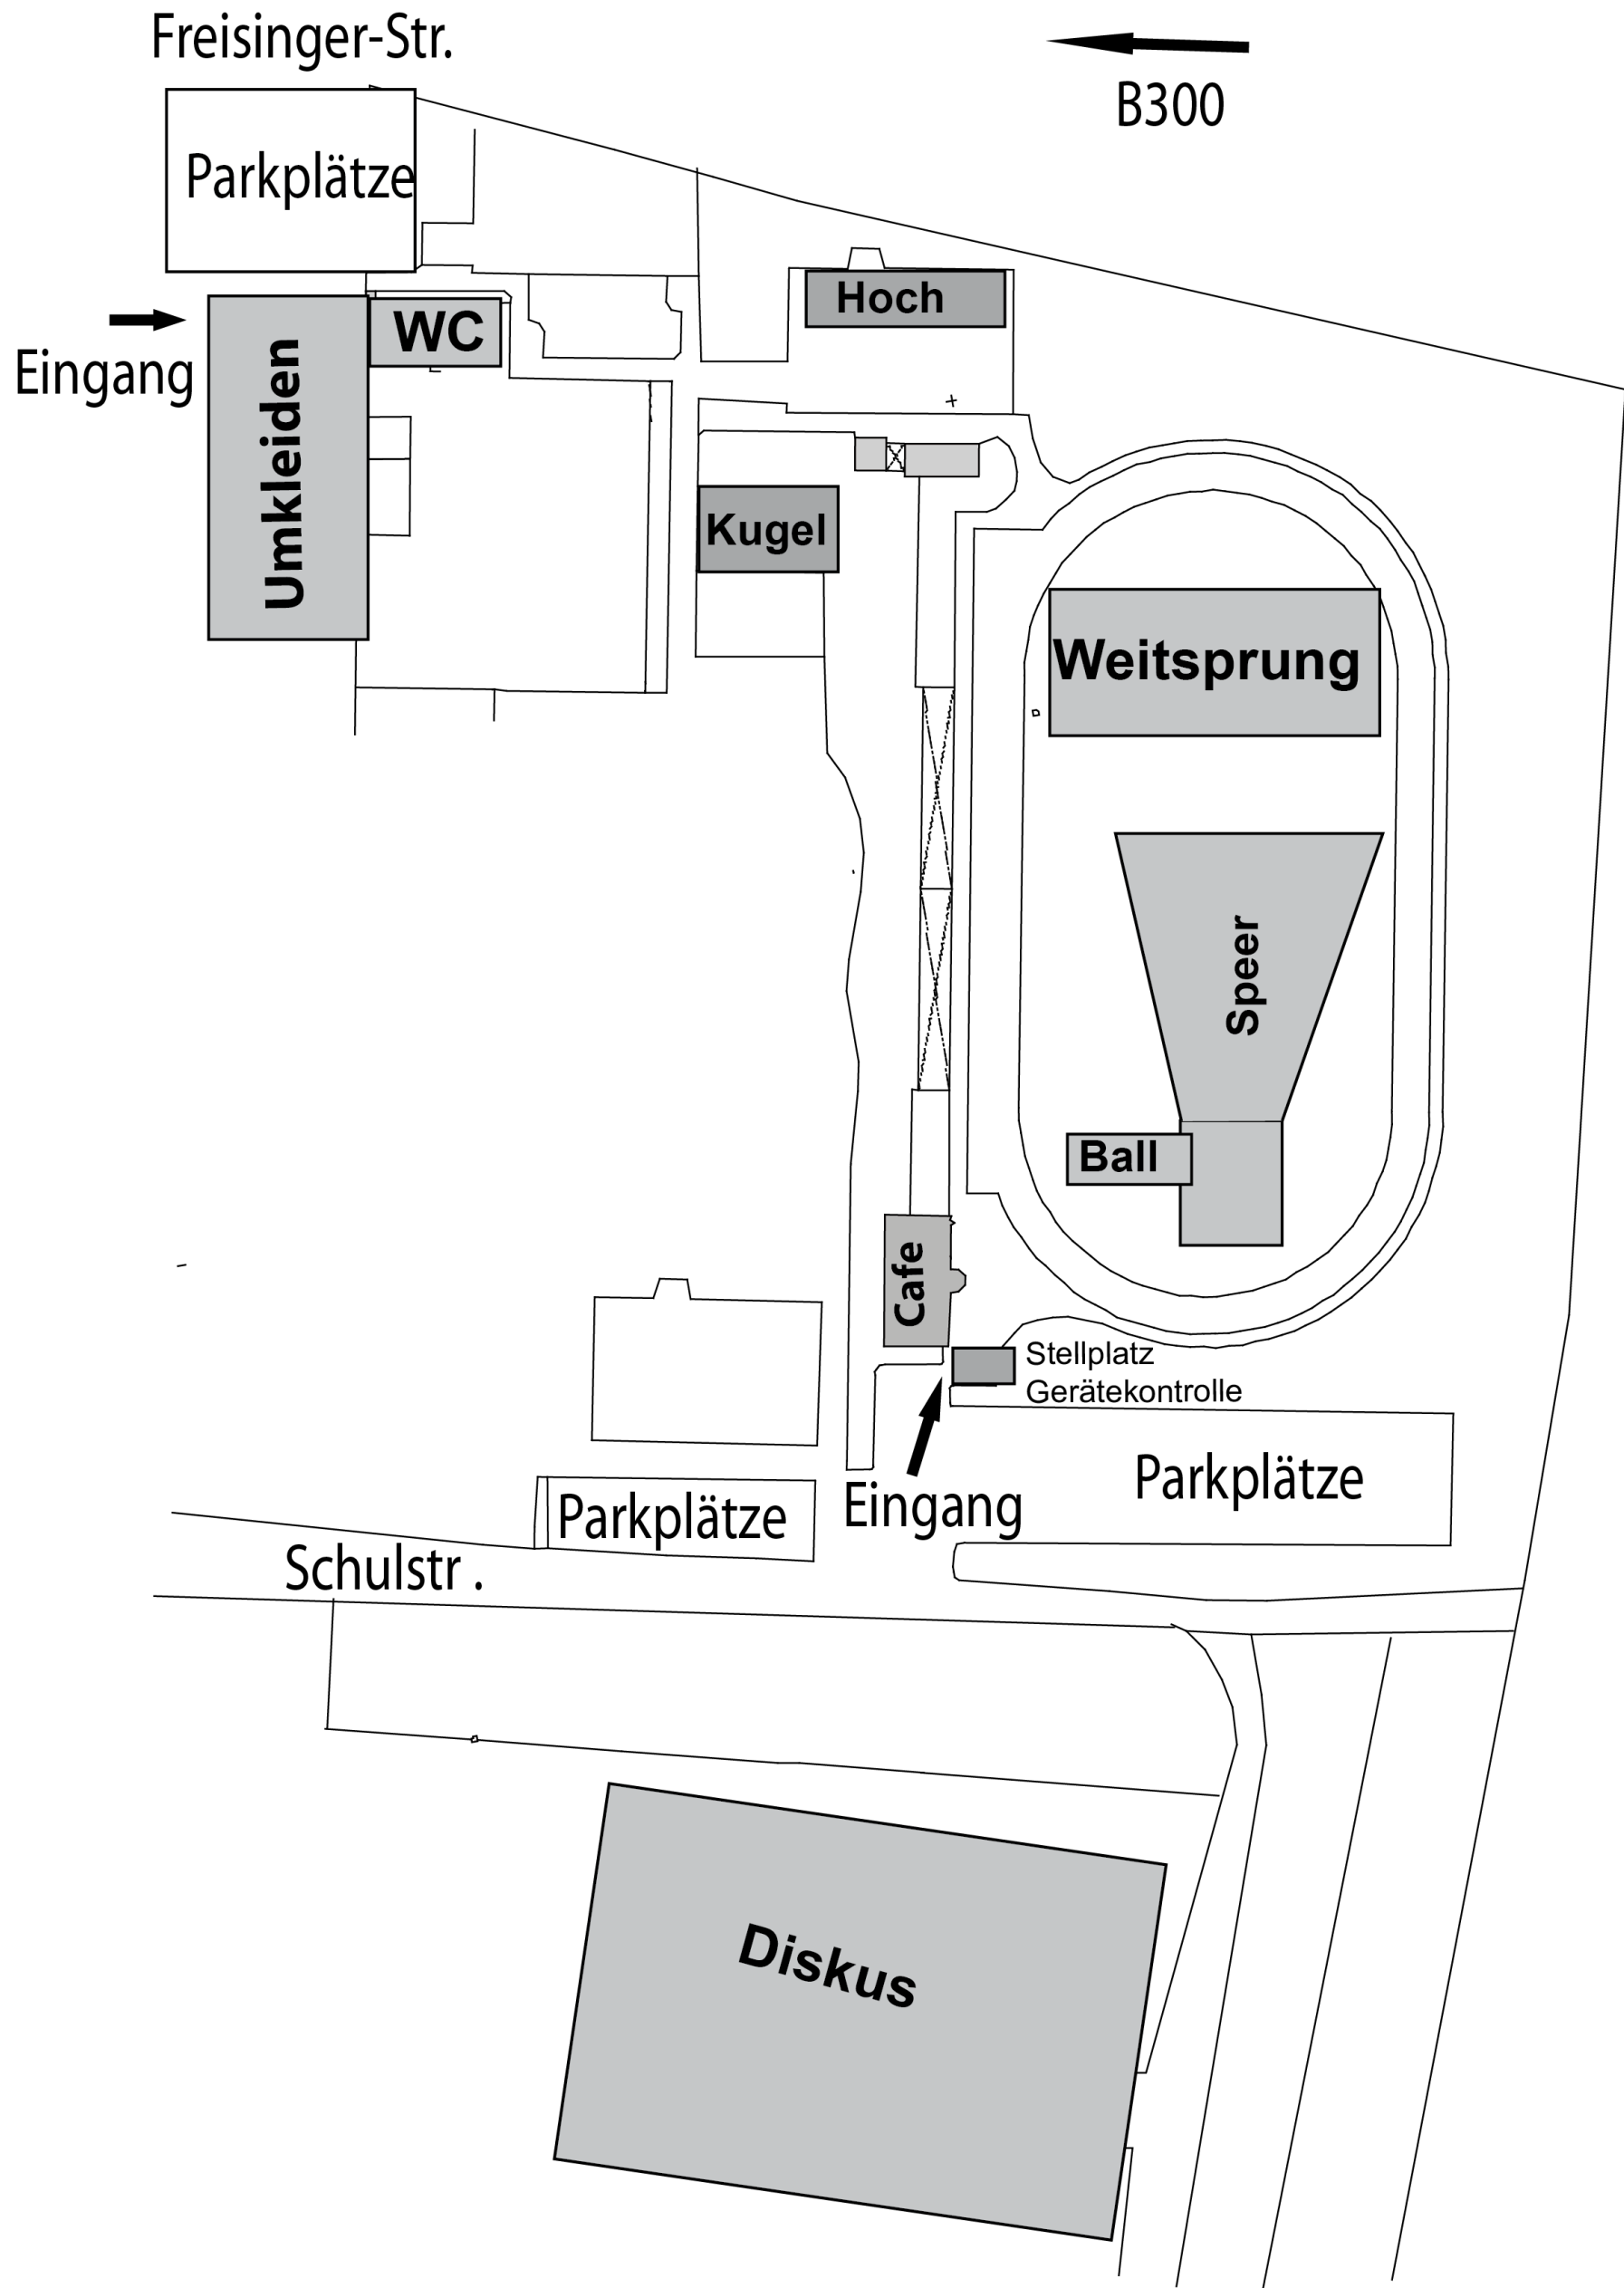 Freisinger-Str.
B300
Parkplätze
Hoch
WC
Eingang
Umkleiden
Kugel
Weitsprung
Speer
Ball
Cafe
Stellplatz
Gerätekontrolle
Parkplätze
Eingang
Parkplätze
Schulstr .
Diskus